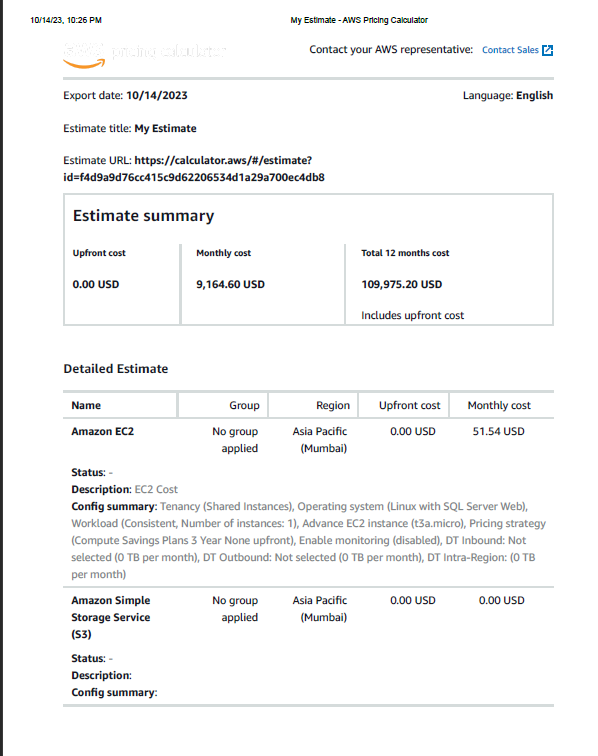 10/14/23, 10:26 PM My Estimate - AWS Pricing Calculator
aws pricing calculator
Contact your AWS representative: Contact Sales
Export date: 10/14/2023 Language: English
Estimate title: My Estimate
Estimate URL: https://calculator.aws/#/estimate?
id=f4d9a9d76cc415c9d62206534d1a29a700ec4db8
Estimate summary
Upfront cost Monthly cost Total 12 months cost
0.00 USD 9,164.60 USD 109,975.20 USD
Includes upfront cost
Detailed Estimate
Name Group Region Upfront cost Monthly cost
Amazon EC2 No group Asia Pacific 0.00 USD 51.54 USD
applied (Mumbai)
Status: -
Description: EC2 Cost
Config summary: Tenancy (Shared Instances), Operating system (Linux with SQL Server Web),
Workload (Consistent, Number of instances: 1), Advance EC2 instance (t3a.micro), Pricing strategy
(Compute Savings Plans 3 Year None upfront), Enable monitoring (disabled), DT Inbound: Not
selected (0 TB per month), DT Outbound: Not selected (0 TB per month), DT Intra-Region: (0 TB
per month)
Amazon Simple No group Asia Pacific 0.00 USD 0.00 USD
Storage Service applied (Mumbai)
(S3)
Status: -
Description:
Config summary: